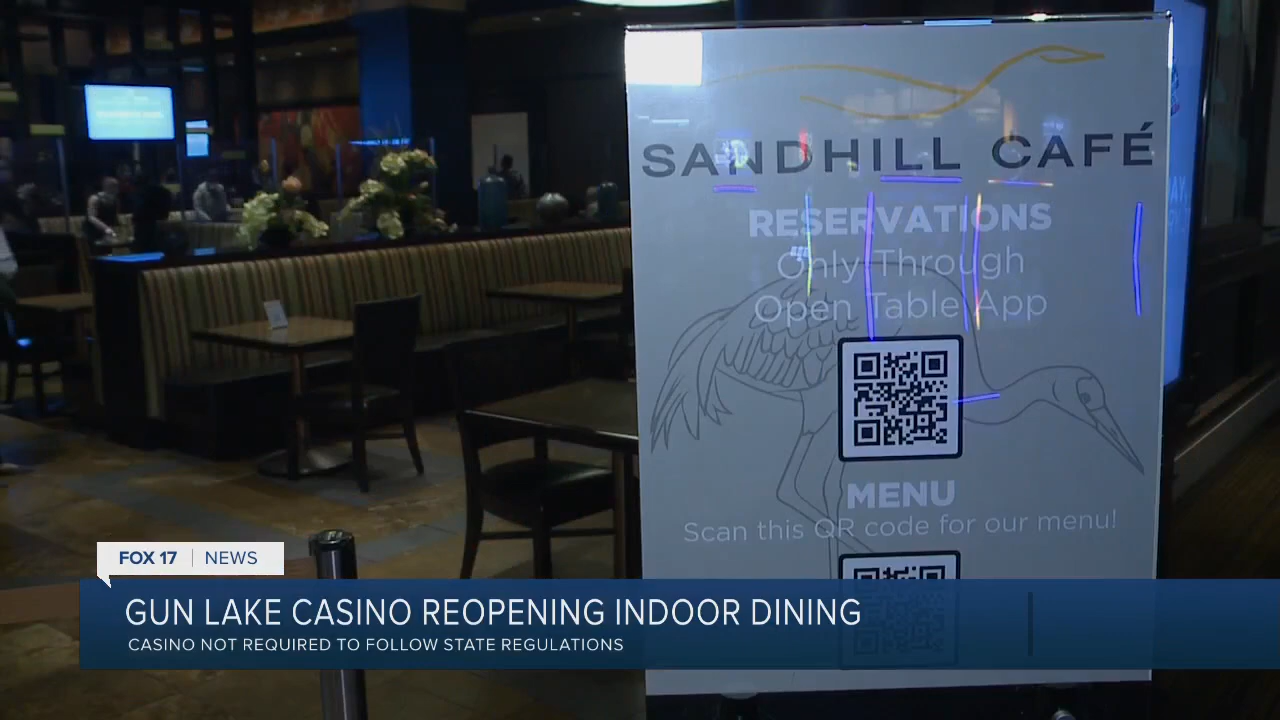 SANDHILL CAFÉ
RESERVATIONS
Only Through
Open Table App
MENU
Scan this QR code for our menu!
FOX 17 NEWS
GUN LAKE CASINO REOPENING INDOOR DINING
CASINO NOT REQUIRED TO FOLLOW STATE REGULATIONS